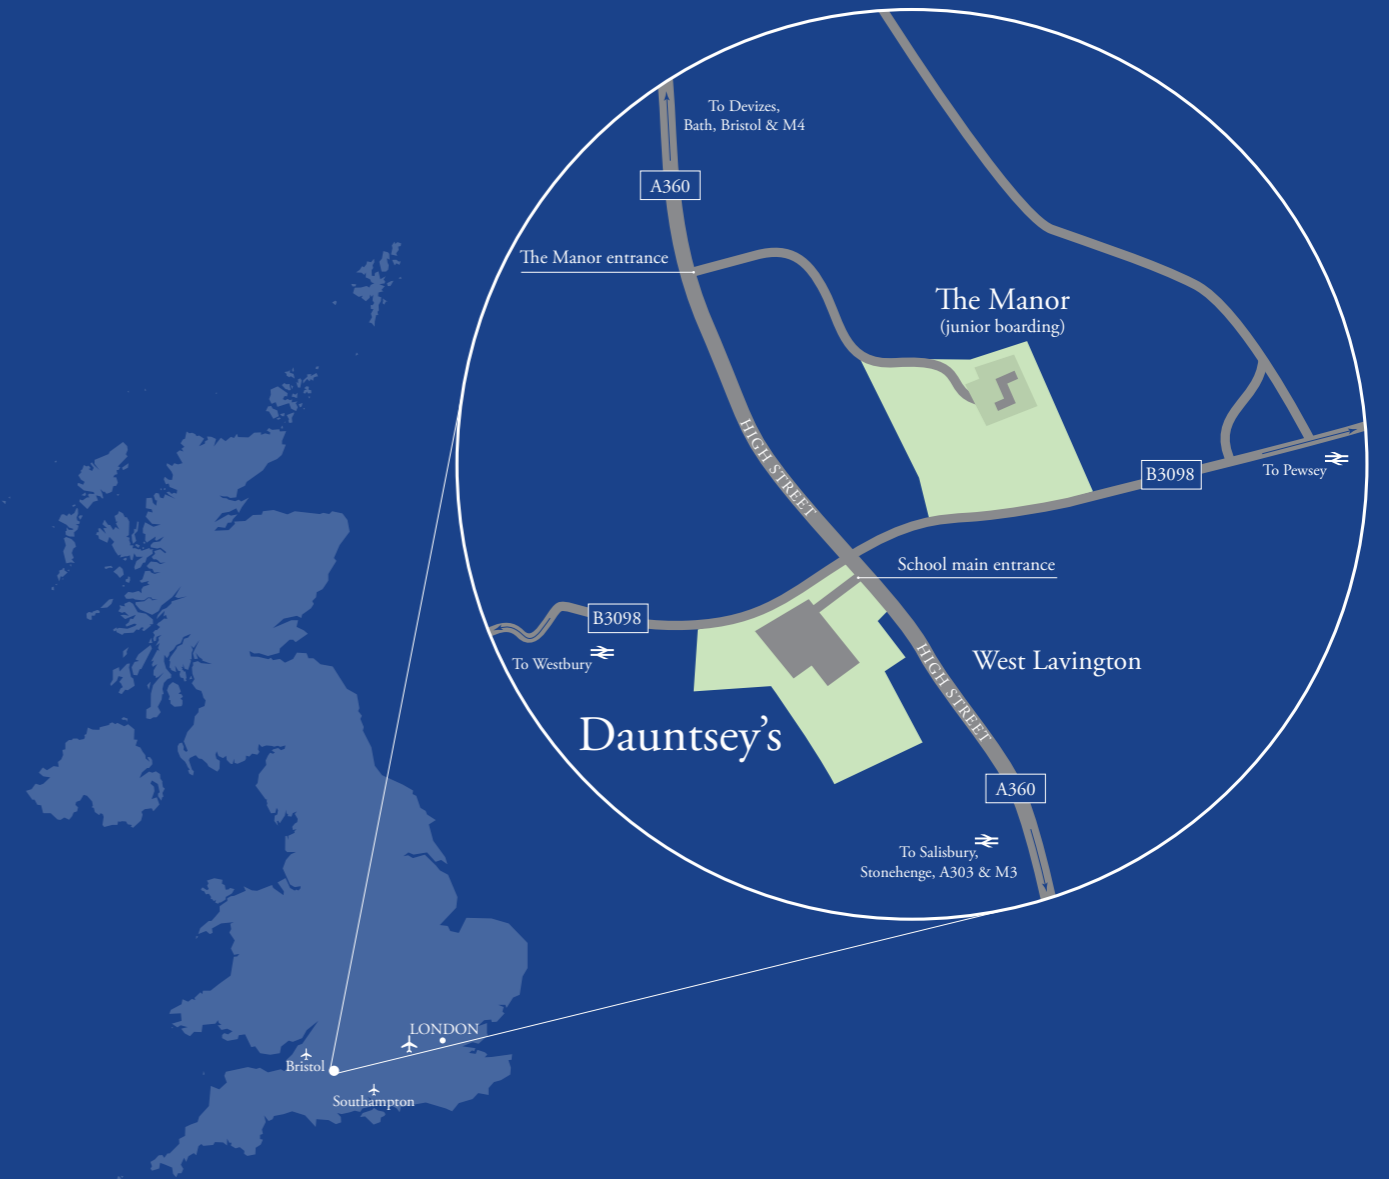 To Devizes,
Bath, Bristol & M4
A360
The Manor entrance
The Manor
(junior boarding)
HIGH STREET
B3098
To Pewsey
School main entrance
B3098
To Westbury
West Lavington
HIGH STREET
Dauntsey’s
A360
To Salisbury,
Stonehenge, A303 & M3
LONDON
Bristol
Southampton